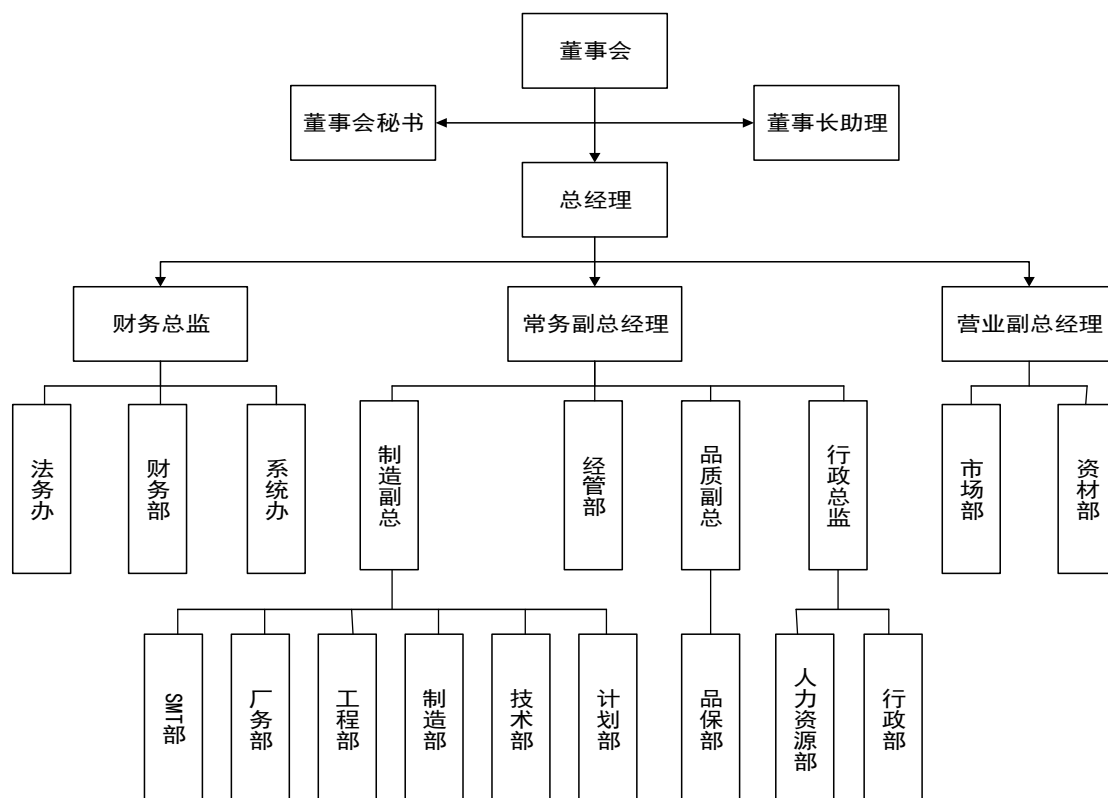 董事会
董事会秘书
董事长助理
总经理
财务总监
常务副总经理
营业副总经理
法务办
财务部
系统办
制造副总
经管部
品质副总
行政总监
市场部
资材部
SMT部
厂务部
工程部
制造部
技术部
计划部
品保部
人力资源部
行政部